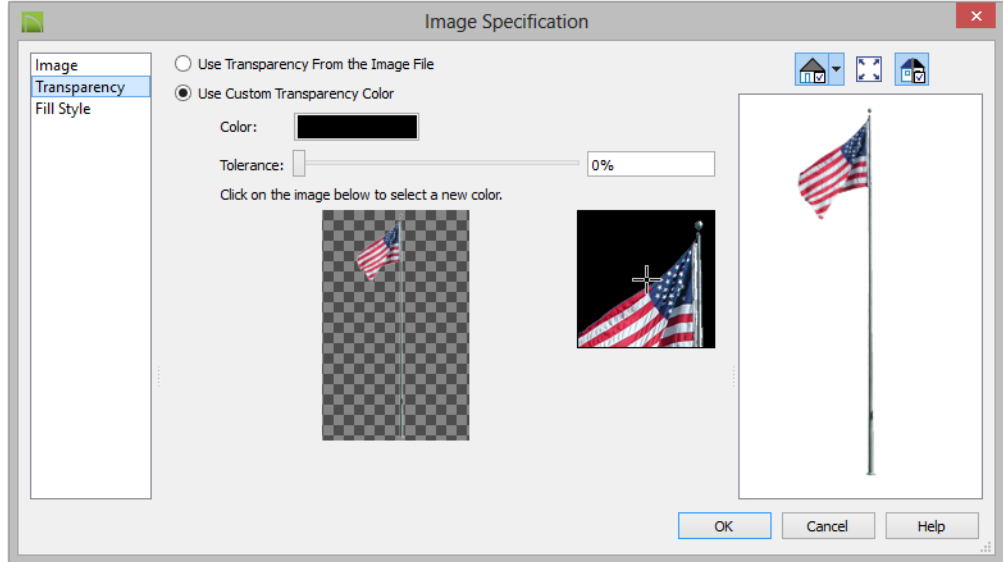 Image Specification
Image
Transparency
Fill Style
Use Transparency From the Image File
Use Custom Transparency Color
Color:
Tolerance:
0%
Click on the image below to select a new color.
OK
Cancel
Help